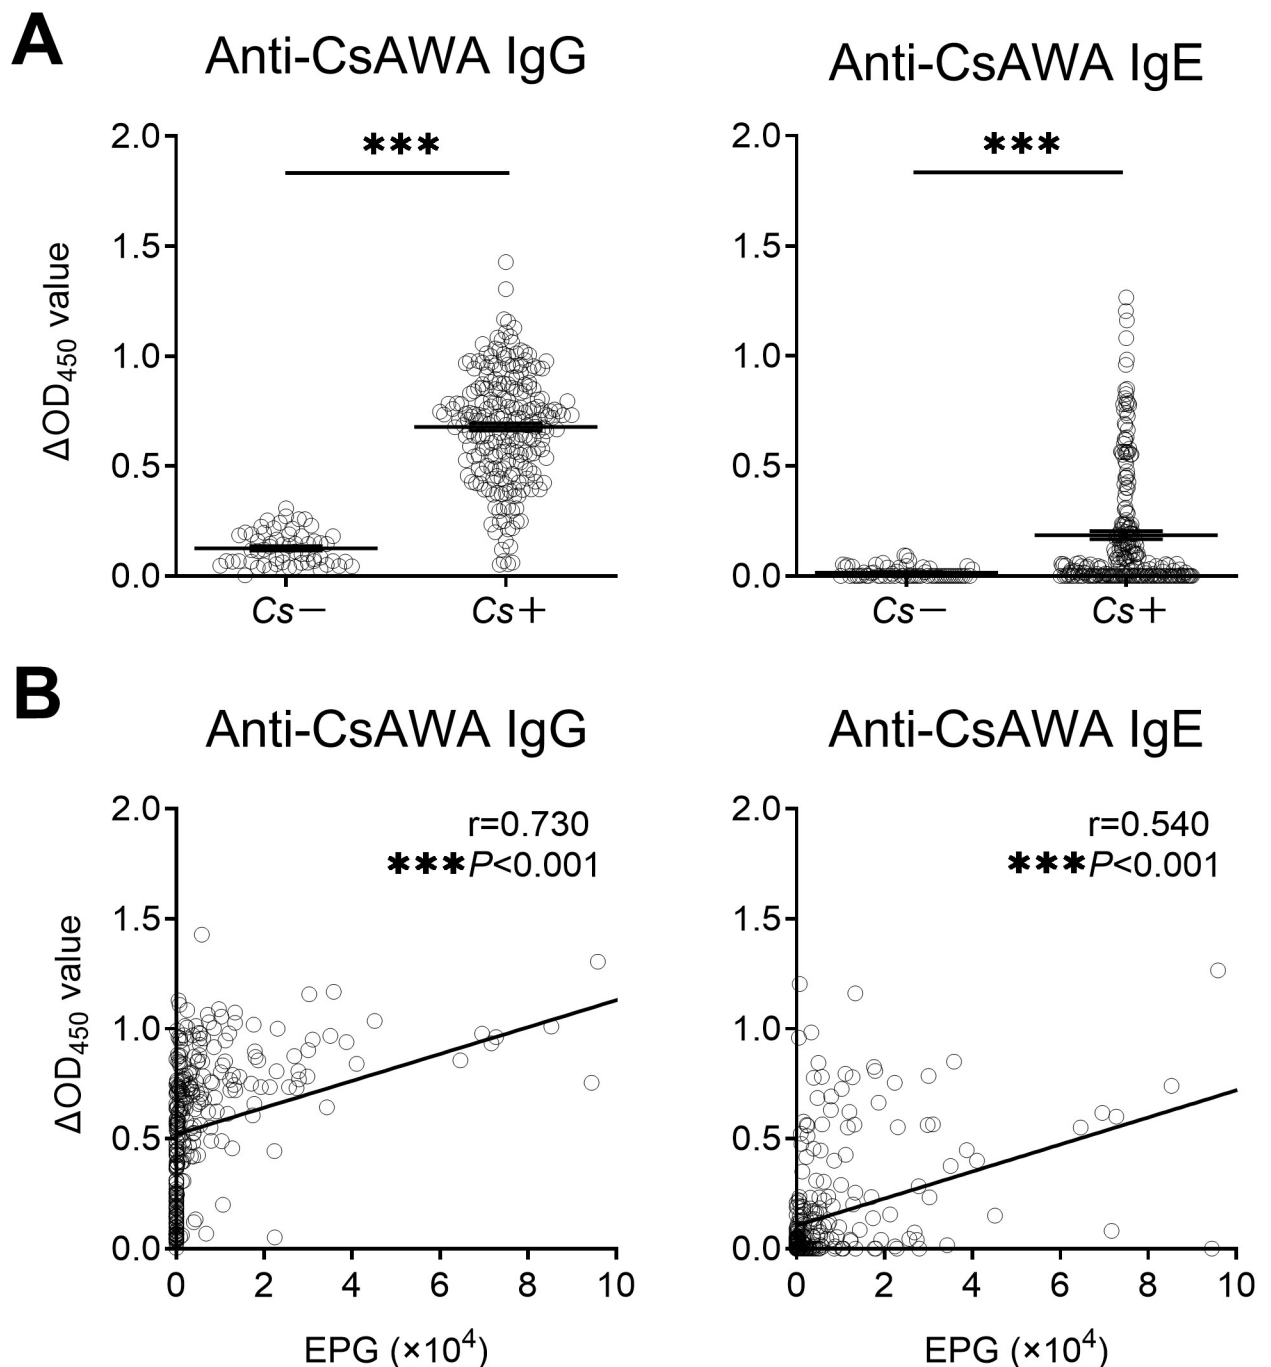 A
Anti-CsAWA IgG
Anti-CsAWA IgE
2.0
1.5
1.0
0.5
0.0
ΔOD450 value
✱✱✱
Cs−
Cs+
2.0
1.5
1.0
0.5
0.0
✱✱✱
Cs−
Cs+
B
Anti-CsAWA IgG
Anti-CsAWA IgE
2.0
1.5
1.0
0.5
0.0
ΔOD450 value
r=0.730
✱✱✱P<0.001
0 2 4 6 8 10
EPG (×10⁴)
2.0
1.5
1.0
0.5
0.0
r=0.540
✱✱✱P<0.001
0 2 4 6 8 10
EPG (×10⁴)